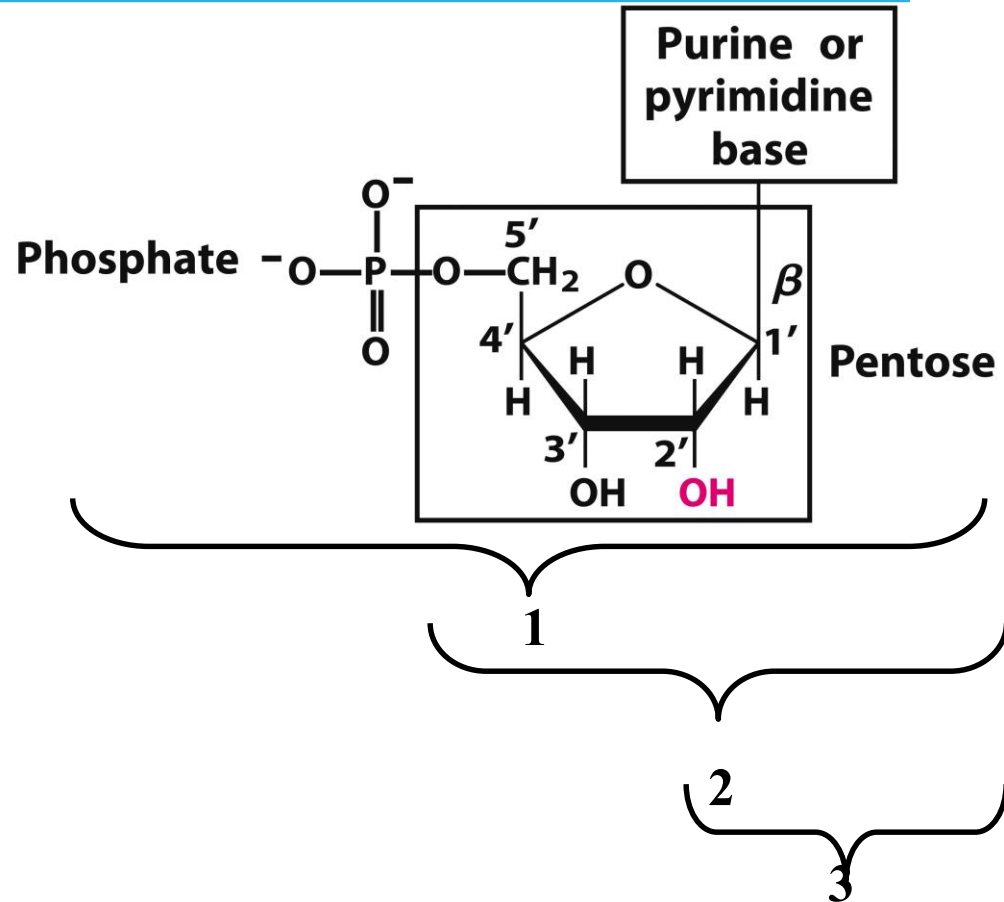 Purine or
pyrimidine
base
O−
5′
Phosphate −O—P—O—CH2 O β
O
4′ H H 1′
Pentose
H H
3′ 2′
OH OH
1
2
3